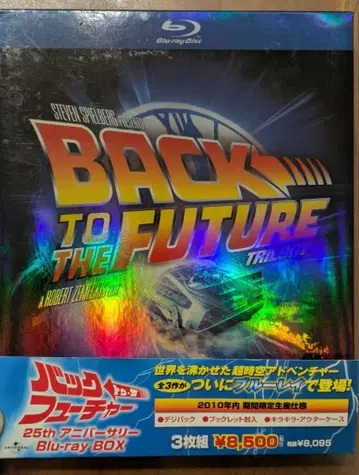 Blu-ray Disc
STEVEN SPIELBERG PRESENTS
BACK
TO THE FUTURE
TRILOGY
A ROBERT ZEMECKIS FILM
バック
トゥ・ザ
フューチャー
25th アニバーサリー
Blu-ray BOX
UNIVERSAL
世界を沸かせた 超時空アドベンチャー
全3作が ついにブルーレイで登場!
2010年内 期間限定生産仕様
●デジパック ●ブックレット封入 ●キラキラ・アウターケース
3枚組 ¥8,500
税抜 ¥8,095